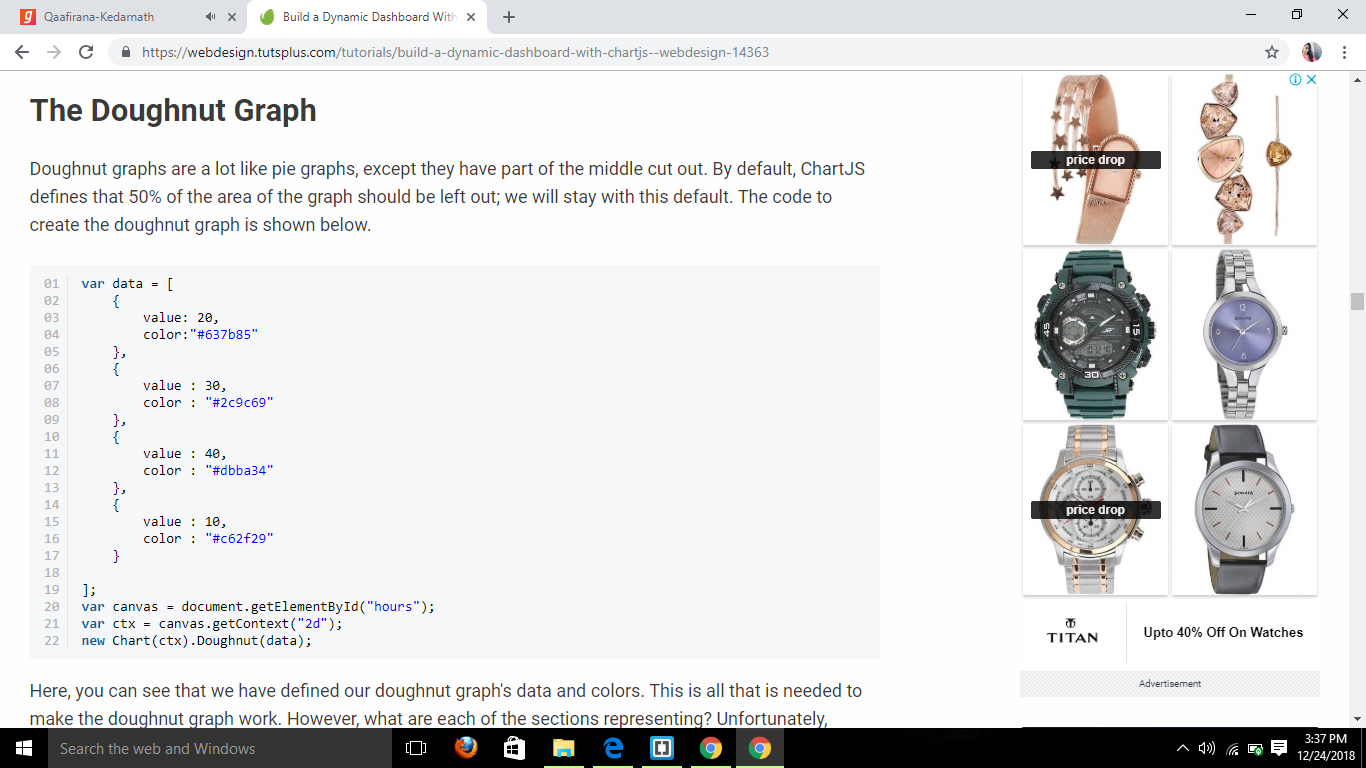 Qaafirana-Kedarnath
Build a Dynamic Dashboard With
https://webdesign.tutsplus.com/tutorials/build-a-dynamic-dashboard-with-chartjs--webdesign-14363
The Doughnut Graph
Doughnut graphs are a lot like pie graphs, except they have part of the middle cut out. By default, ChartJS
defines that 50% of the area of the graph should be left out; we will stay with this default. The code to
create the doughnut graph is shown below.
01 var data = [
02 {
03 value: 20,
04 color:"#637b85"
05 },
06 {
07 value : 30,
08 color : "#2c9c69"
09 },
10 {
11 value : 40,
12 color : "#dbba34"
13 },
14 {
15 value : 10,
16 color : "#c62f29"
17 }
18
19 ];
20 var canvas = document.getElementById("hours");
21 var ctx = canvas.getContext("2d");
22 new Chart(ctx).Doughnut(data);
Here, you can see that we have defined our doughnut graph's data and colors. This is all that is needed to
make the doughnut graph work. However, what are each of the sections representing? Unfortunately,
price drop
45 15
30
12
SONATA
3
6
price drop
SONATA
TITAN
Upto 40% Off On Watches
Advertisement
Search the web and Windows
3:37 PM
12/24/2018